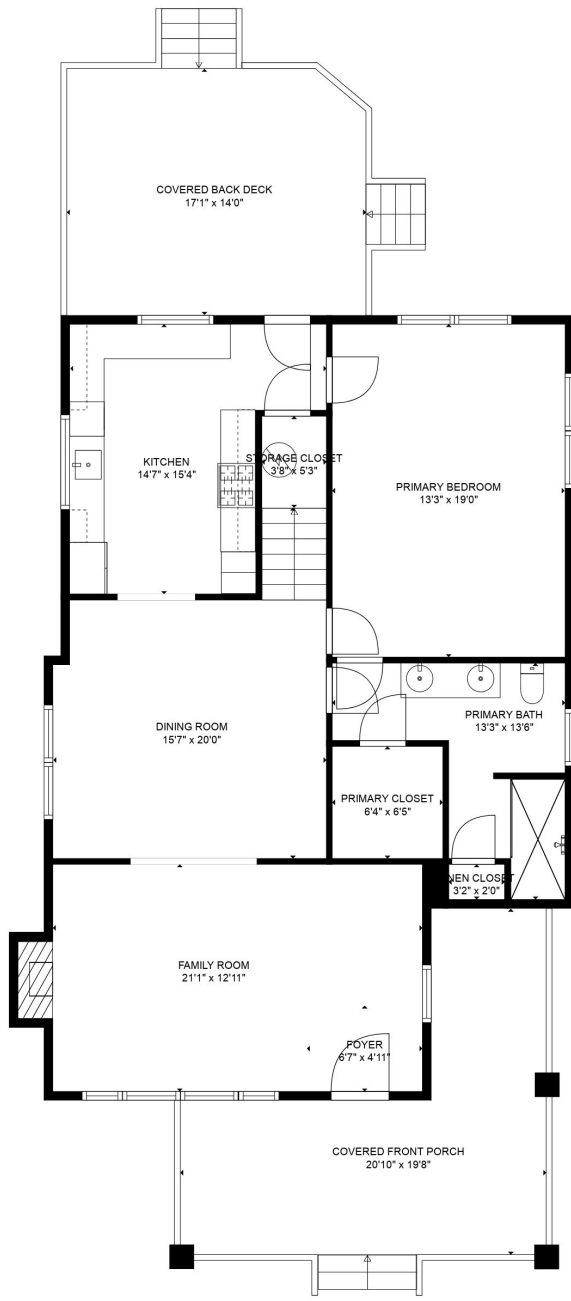 COVERED BACK DECK
17'1" x 14'0"
KITCHEN
14'7" x 15'4"
STORAGE CLOSET
3'8" x 5'3"
PRIMARY BEDROOM
13'3" x 19'0"
DINING ROOM
15'7" x 20'0"
PRIMARY BATH
13'3" x 13'6"
PRIMARY CLOSET
6'4" x 6'5"
NEN CLOSET
3'2" x 2'0"
FAMILY ROOM
21'1" x 12'11"
FOYER
6'7" x 4'11"
COVERED FRONT PORCH
20'10" x 19'8"